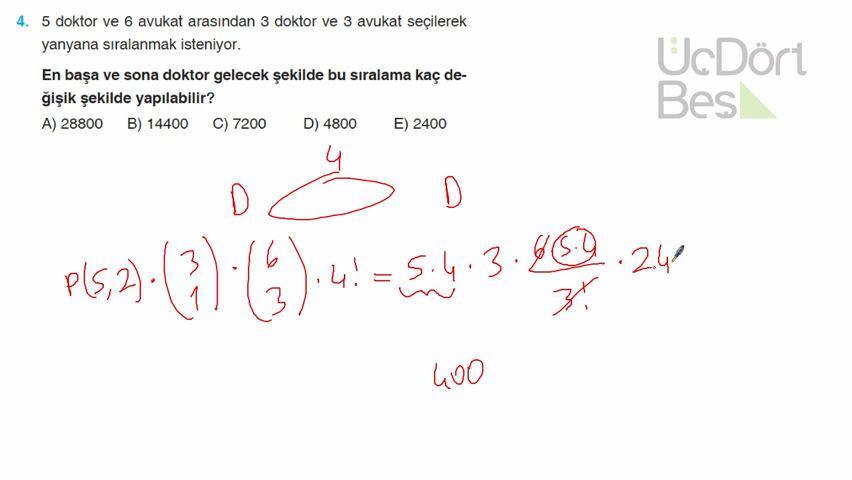 4. 5 doktor ve 6 avukat arasından 3 doktor ve 3 avukat seçilerek
yanyana sıralanmak isteniyor.
En başa ve sona doktor gelecek şekilde bu sıralama kaç de-
ğişik şekilde yapılabilir?
A) 28800 B) 14400 C) 7200 D) 4800 E) 2400
ÜçDört
Beş
4
D D
P(5,2) · (3 1) · (6 3) · 4! = 5.4 · 3 · 6 5.4 / 3! · 2.4
400